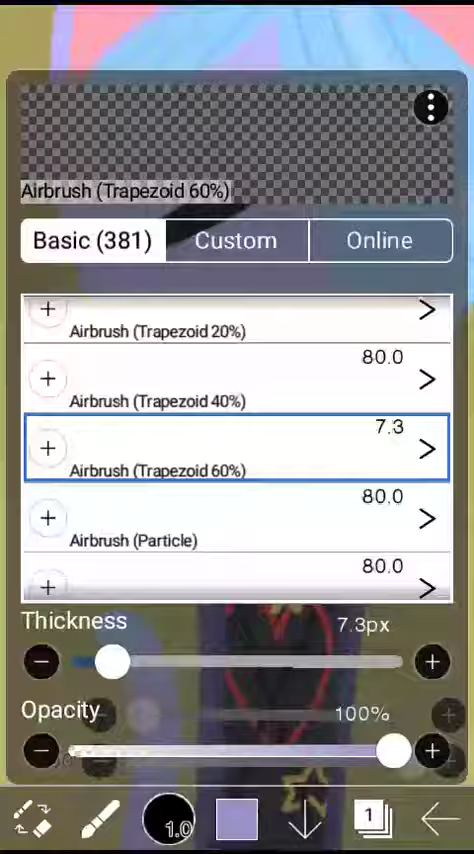 Airbrush (Trapezoid 60%)
Basic (381)
Custom
Online
Airbrush (Trapezoid 20%)
80.0
Airbrush (Trapezoid 40%)
7.3
Airbrush (Trapezoid 60%)
80.0
Airbrush (Particle)
80.0
Thickness
7.3px
Opacity
100%
1.0
1